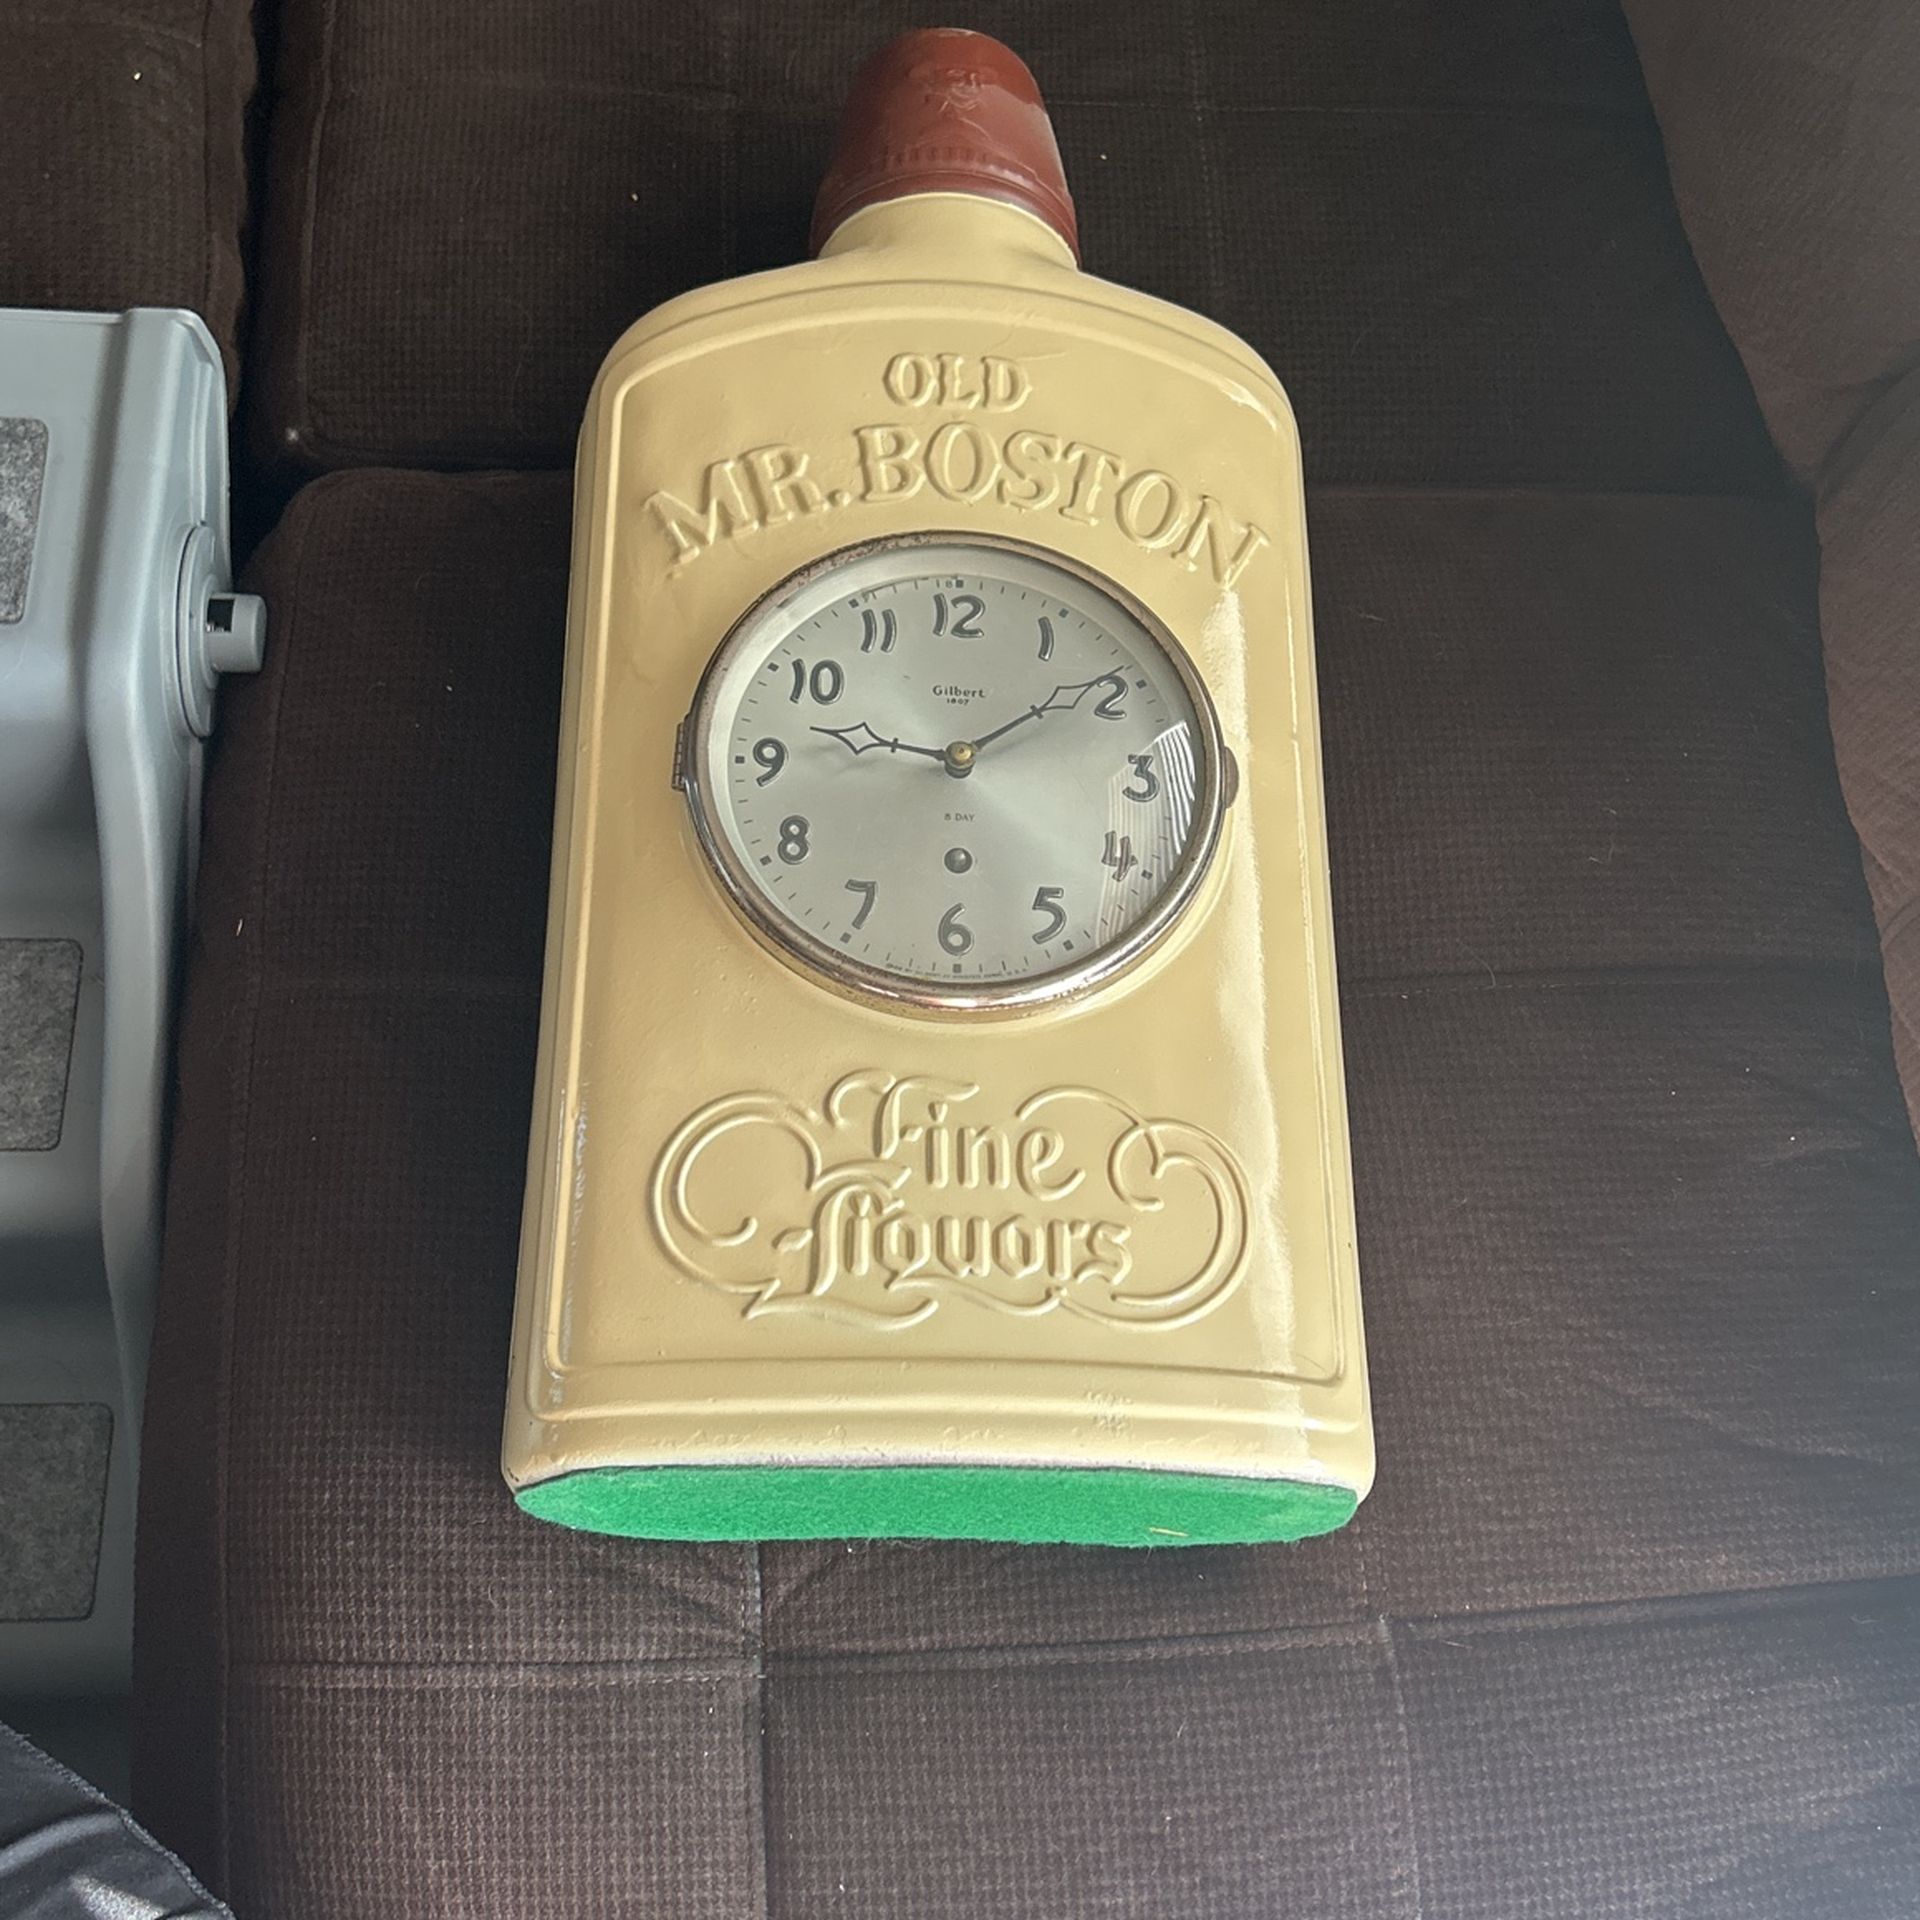 OLD
MR. BOSTON
12
11
1
10
2
Gilbert
1807
9
3
8 DAY
8
4
7
5
6
Fine
Liquors